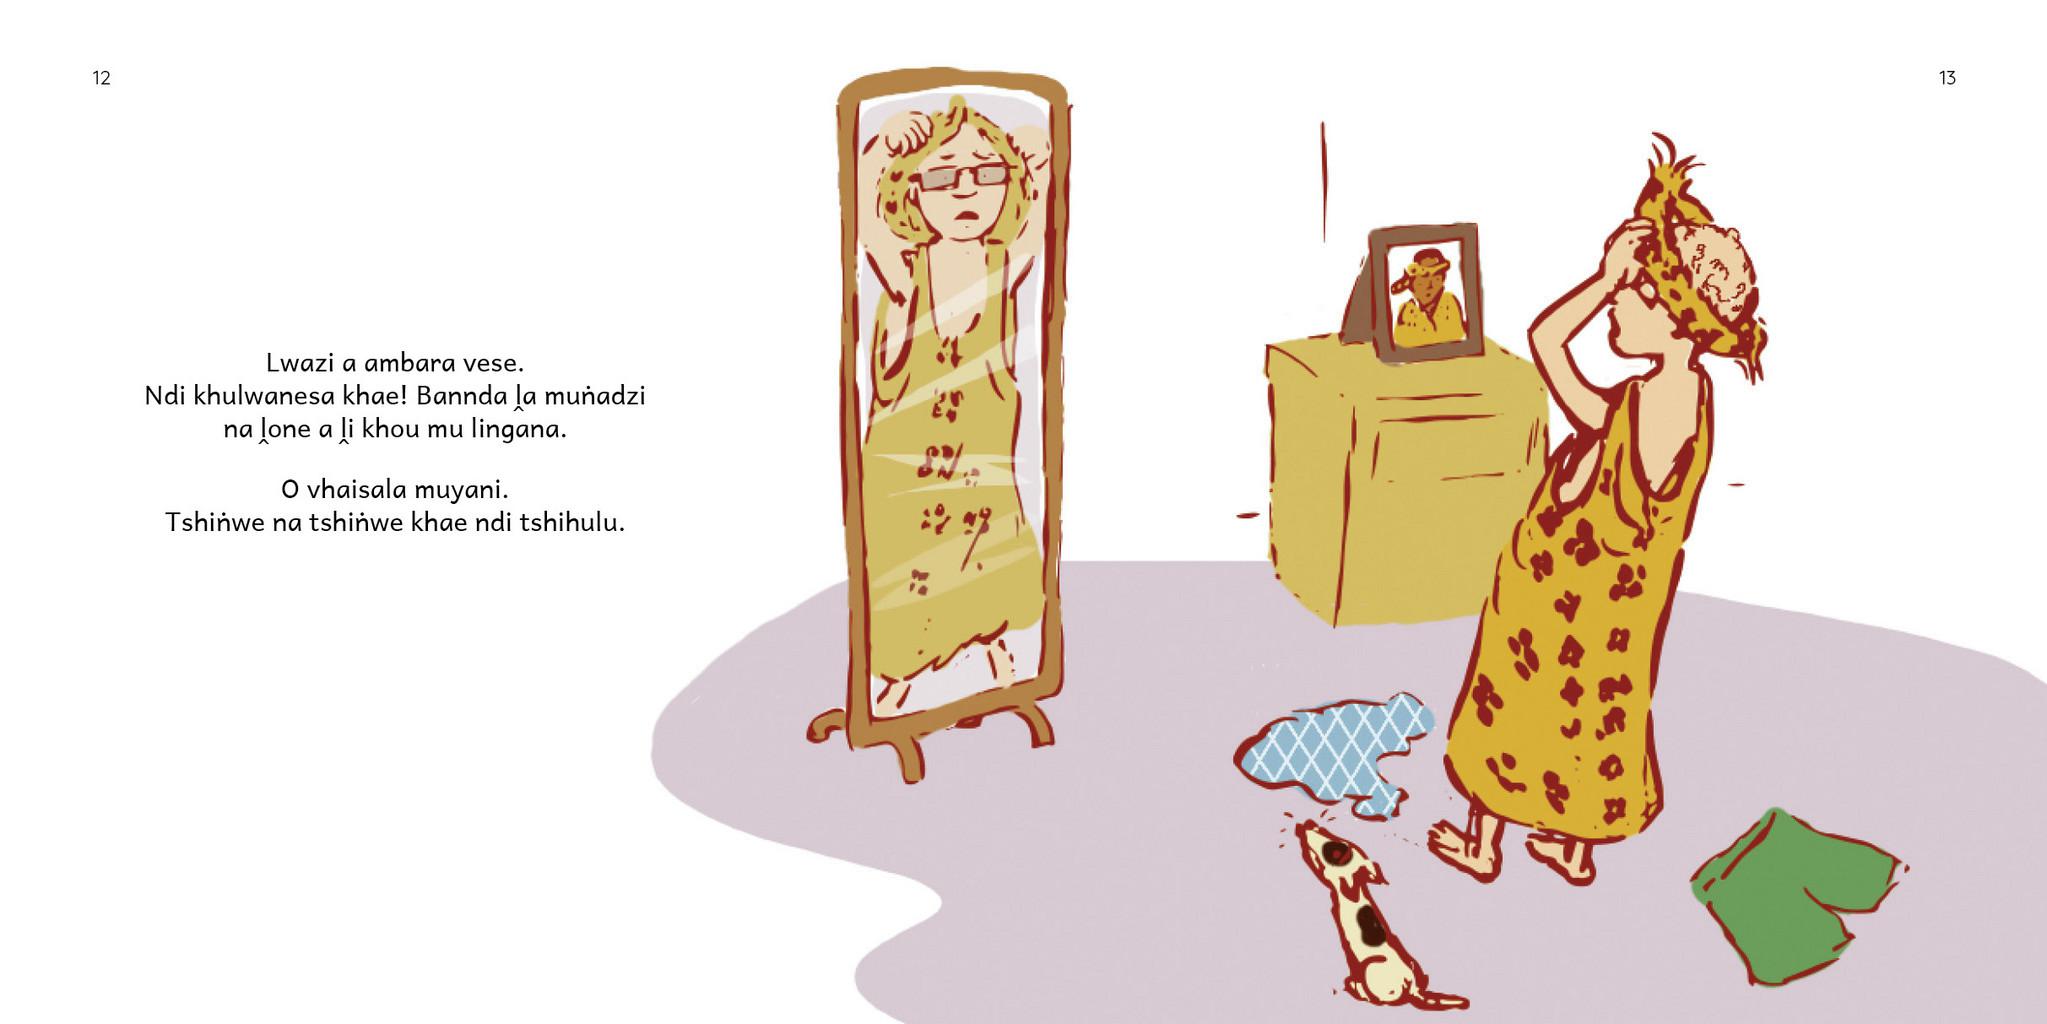 12
13
Lwazi a ambara vese.
Ndi khulwanesa khae! Bannda ḽa muṅadzi
na ḽone a ḽi khou mu lingana.
O vhaisala muyani.
Tshiṅwe na tshiṅwe khae ndi tshihulu.